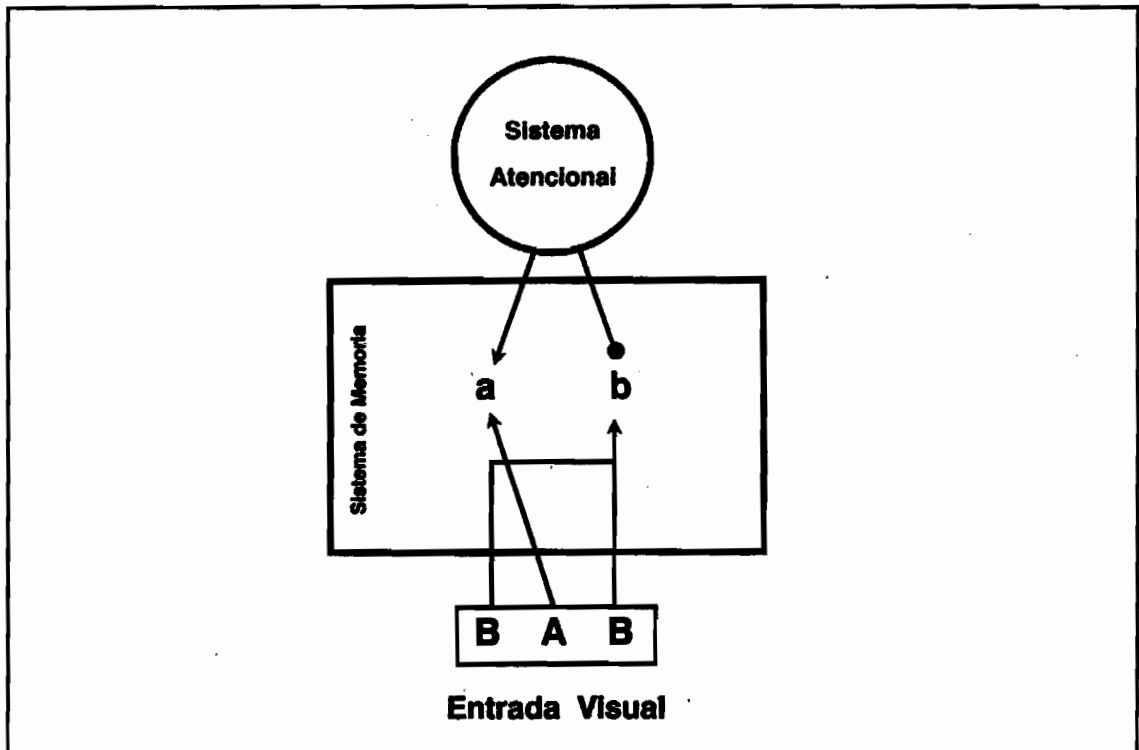 Sistema
Atencional
Sistema de Memoria
a b
B A B
Entrada Visual